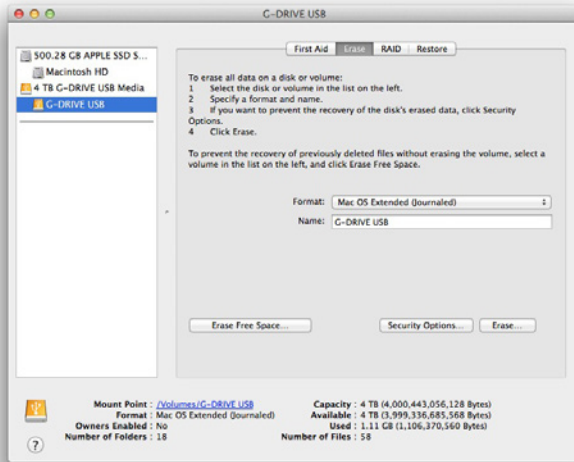 G-DRIVE USB
500.28 GB APPLE SSD S...
Macintosh HD
4 TB G-DRIVE USB Media
G-DRIVE USB
First Aid Erase RAID Restore
To erase all data on a disk or volume:
1 Select the disk or volume in the list on the left.
2 Specify a format and name.
3 If you want to prevent the recovery of the disk's erased data, click Security
Options.
4 Click Erase.
To prevent the recovery of previously deleted files without erasing the volume, select a
volume in the list on the left, and click Erase Free Space.
Format: Mac OS Extended (Journaled)
Name: G-DRIVE USB
Erase Free Space... Security Options... Erase...
Mount Point : /Volumes/G-DRIVE USB Capacity : 4 TB (4,000,443,056,128 Bytes)
Format : Mac OS Extended (Journaled) Available : 4 TB (3,999,336,685,568 Bytes)
Owners Enabled : No Used : 1.11 GB (1,106,370,560 Bytes)
Number of Folders : 18 Number of Files : 58
?